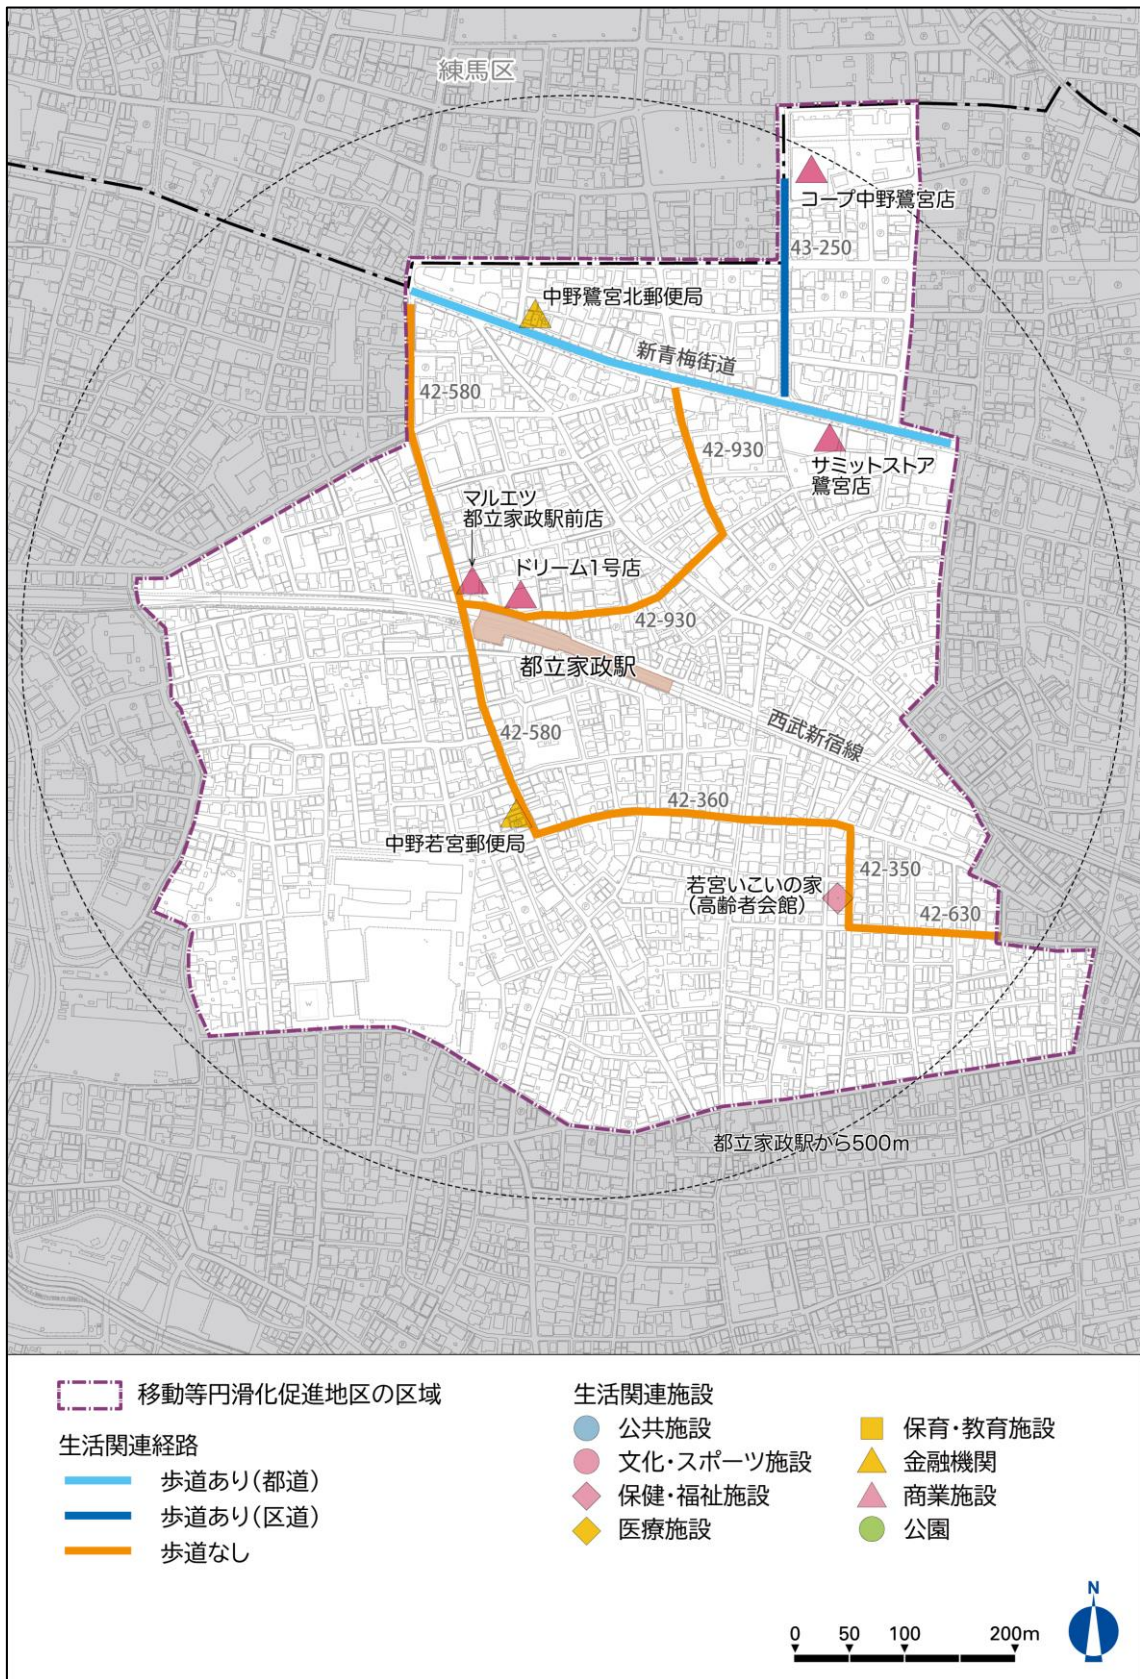 練馬区
コープ中野鷺宮店
43-250
中野鷺宮北郵便局
新青梅街道
42-580
42-930
サミットストア
鷺宮店
マルエツ
都立家政駅前店
ドリーム1号店
42-930
都立家政駅
西武新宿線
42-580
42-360
中野若宮郵便局
42-350
若宮いこいの家
(高齢者会館)
42-630
都立家政駅から500m
移動等円滑化促進地区の区域
生活関連経路
歩道あり(都道)
歩道あり(区道)
歩道なし
生活関連施設
公共施設
文化・スポーツ施設
保健・福祉施設
医療施設
保育・教育施設
金融機関
商業施設
公園
N
0 50 100 200m